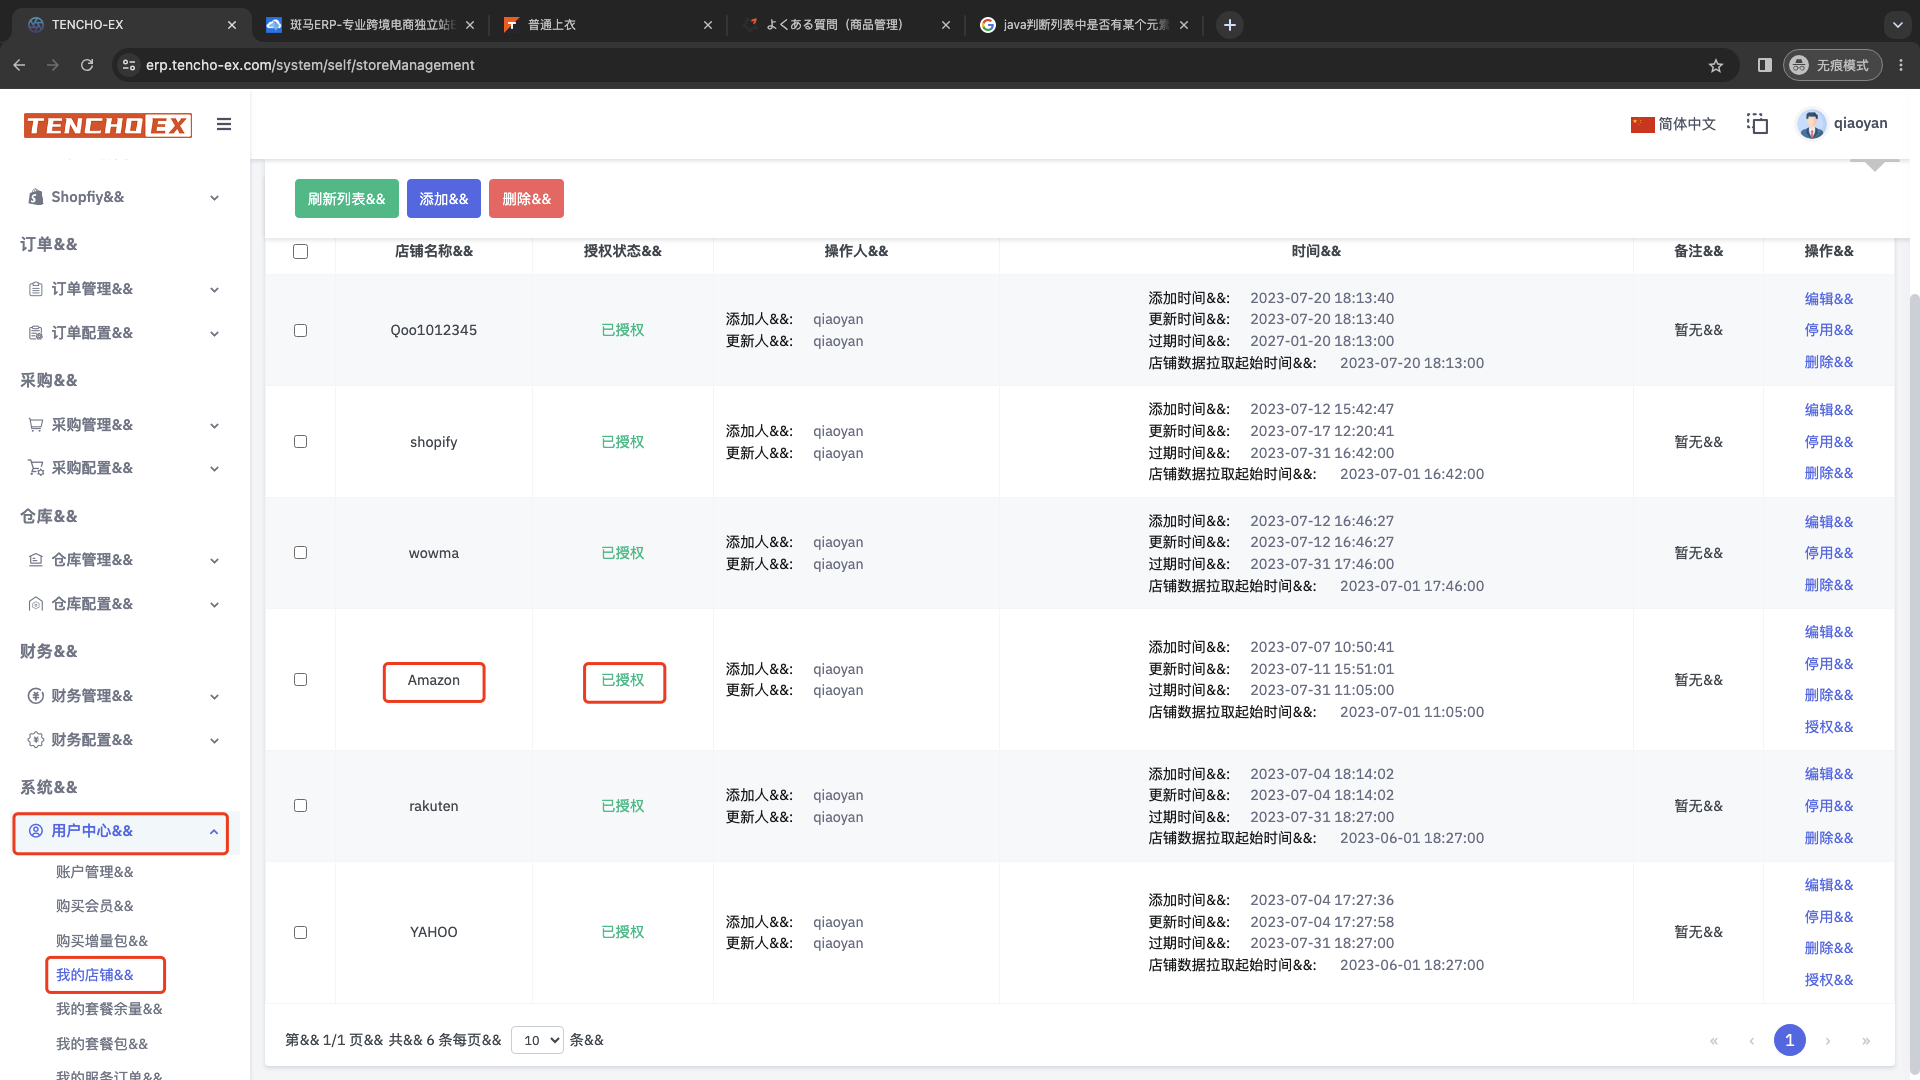 TENCHO-EX
斑马ERP-专业跨境电商独立站E
普通上衣
よくある質問（商品管理）
java判断列表中是否有某个元素
erp.tencho-ex.com/system/self/storeManagement
无痕模式
TENCHO EX
简体中文
qiaoyan
Shopfiy&&
订单&&
订单管理&&
订单配置&&
采购&&
采购管理&&
采购配置&&
仓库&&
仓库管理&&
仓库配置&&
财务&&
财务管理&&
财务配置&&
系统&&
用户中心&&
账户管理&&
购买会员&&
购买增量包&&
我的店铺&&
我的套餐余量&&
我的套餐包&&
我的服务订单&&
刷新列表&& 添加&& 删除&&
店铺名称&& 授权状态&& 操作人&& 时间&& 备注&& 操作&&
Qoo1012345
已授权
添加人&&: qiaoyan
更新人&&: qiaoyan
添加时间&&: 2023-07-20 18:13:40
更新时间&&: 2023-07-20 18:13:40
过期时间&&: 2027-01-20 18:13:00
店铺数据拉取起始时间&&: 2023-07-20 18:13:00
暂无&&
编辑&&
停用&&
删除&&
shopify
已授权
添加人&&: qiaoyan
更新人&&: qiaoyan
添加时间&&: 2023-07-12 15:42:47
更新时间&&: 2023-07-17 12:20:41
过期时间&&: 2023-07-31 16:42:00
店铺数据拉取起始时间&&: 2023-07-01 16:42:00
暂无&&
编辑&&
停用&&
删除&&
wowma
已授权
添加人&&: qiaoyan
更新人&&: qiaoyan
添加时间&&: 2023-07-12 16:46:27
更新时间&&: 2023-07-12 16:46:27
过期时间&&: 2023-07-31 17:46:00
店铺数据拉取起始时间&&: 2023-07-01 17:46:00
暂无&&
编辑&&
停用&&
删除&&
Amazon
已授权
添加人&&: qiaoyan
更新人&&: qiaoyan
添加时间&&: 2023-07-07 10:50:41
更新时间&&: 2023-07-11 15:51:01
过期时间&&: 2023-07-31 11:05:00
店铺数据拉取起始时间&&: 2023-07-01 11:05:00
暂无&&
编辑&&
停用&&
删除&&
授权&&
rakuten
已授权
添加人&&: qiaoyan
更新人&&: qiaoyan
添加时间&&: 2023-07-04 18:14:02
更新时间&&: 2023-07-04 18:14:02
过期时间&&: 2023-07-31 18:27:00
店铺数据拉取起始时间&&: 2023-06-01 18:27:00
暂无&&
编辑&&
停用&&
删除&&
YAHOO
已授权
添加人&&: qiaoyan
更新人&&: qiaoyan
添加时间&&: 2023-07-04 17:27:36
更新时间&&: 2023-07-04 17:27:58
过期时间&&: 2023-07-31 18:27:00
店铺数据拉取起始时间&&: 2023-06-01 18:27:00
暂无&&
编辑&&
停用&&
删除&&
授权&&
第&& 1/1 页&& 共&& 6 条每页&& 10 条&&
« ‹ 1 › »